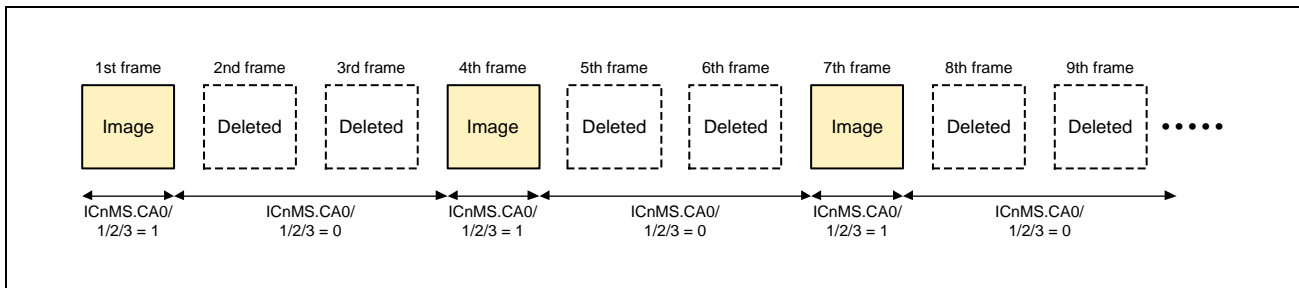 1st frame 2nd frame 3rd frame 4th frame 5th frame 6th frame 7th frame 8th frame 9th frame
Image Deleted Deleted Image Deleted Deleted Image Deleted Deleted
ICnMS.CA0/ ICnMS.CA0/ ICnMS.CA0/ ICnMS.CA0/ ICnMS.CA0/ ICnMS.CA0/
1/2/3 = 1 1/2/3 = 0 1/2/3 = 1 1/2/3 = 0 1/2/3 = 1 1/2/3 = 0